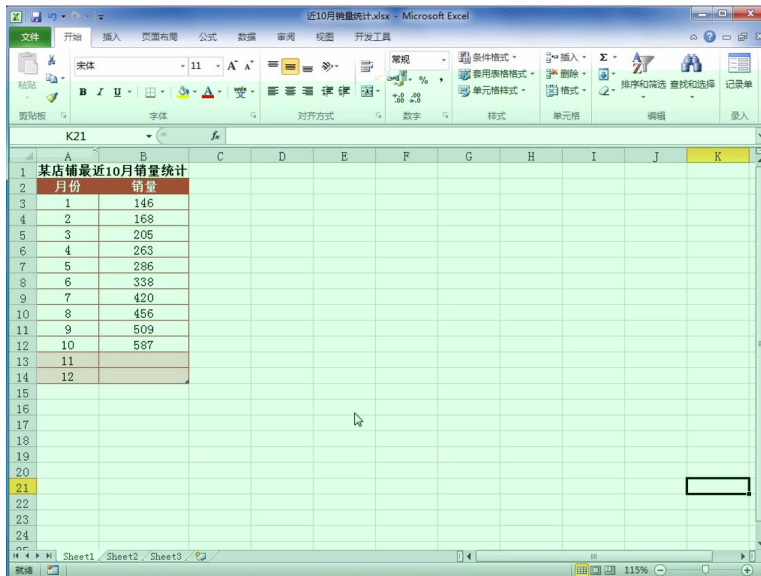 近10月销量统计.xlsx - Microsoft Excel
文件 开始 插入 页面布局 公式 数据 审阅 视图 开发工具
宋体 11 A A 常规 条件格式 插入 Σ
粘贴 B I U A 变 % , 套用表格格式 删除 排序和筛选 查找和选择 记录单
单元格样式 格式
剪贴板 字体 对齐方式 数字 样式 单元格 编辑 录入
K21 fx
A B C D E F G H I J K
1 某店铺最近10月销量统计
2 月份 销量
3 1 146
4 2 168
5 3 205
6 4 263
7 5 286
8 6 338
9 7 420
10 8 456
11 9 509
12 10 587
13 11
14 12
15
16
17
18
19
20
21
22
23
24
Sheet1 Sheet2 Sheet3
就绪 115%